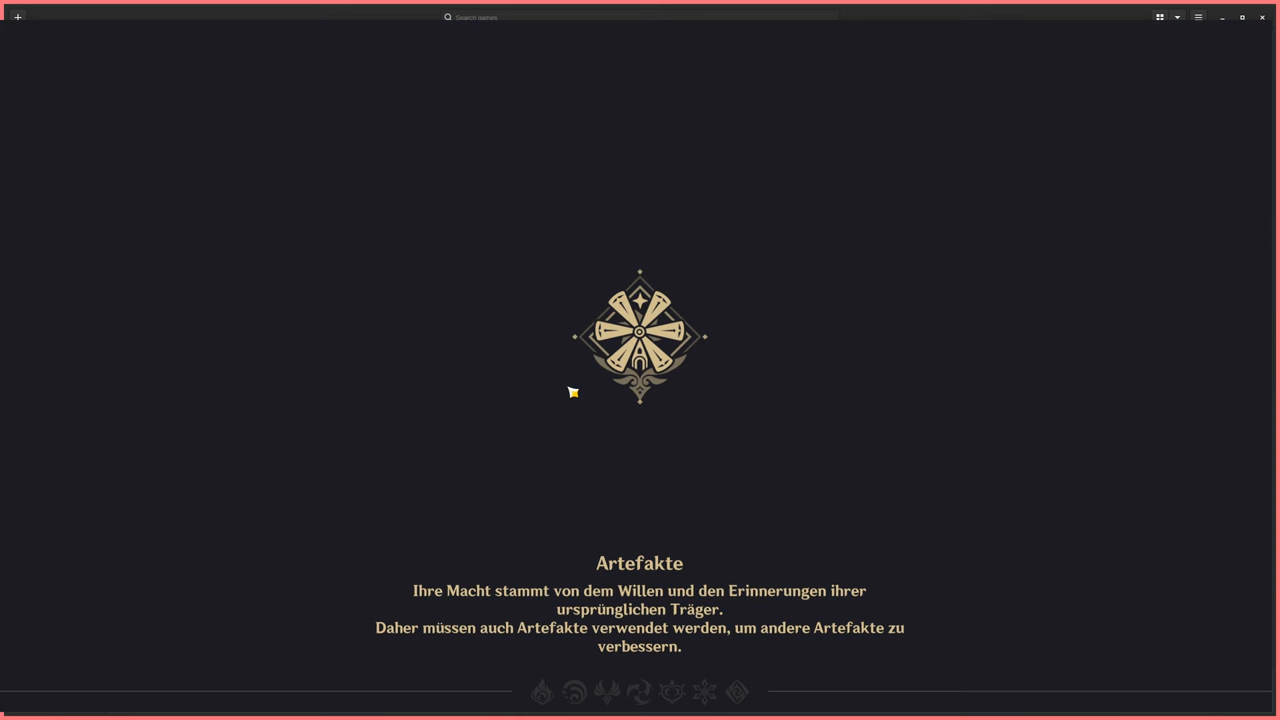 Search games
Artefakte
Ihre Macht stammt von dem Willen und den Erinnerungen ihrer
ursprünglichen Träger.
Daher müssen auch Artefakte verwendet werden, um andere Artefakte zu
verbessern.